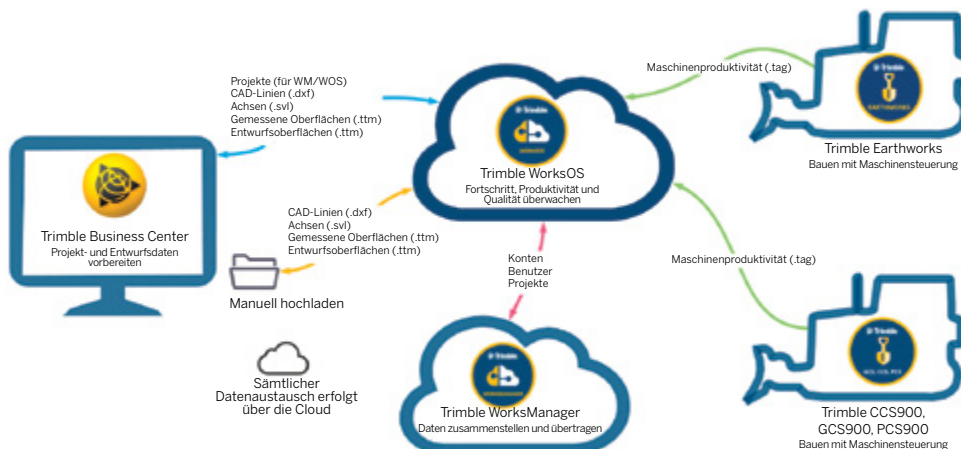 Projekte (für WM/WOS)
CAD-Linien (.dxf)
Achsen (.svl)
Gemessene Oberflächen (.ttm)
Entwurfsoberflächen (.ttm)
Trimble Business Center
Projekt- und Entwurfsdaten
vorbereiten
CAD-Linien (.dxf)
Achsen (.svl)
Gemessene Oberflächen (.ttm)
Entwurfsoberflächen (.ttm)
Manuell hochladen
Sämtlicher
Datenaustausch erfolgt
über die Cloud
Trimble
Trimble WorksOS
Fortschritt, Produktivität und
Qualität überwachen
Konten
Benutzer
Projekte
Trimble
WORKSMANAGER
Trimble WorksManager
Daten zusammenstellen und übertragen
Maschinenproduktivität (.tag)
Trimble
EARTHWORKS
Trimble Earthworks
Bauen mit Maschinensteuerung
Maschinenproduktivität (.tag)
Trimble
Trimble CCS900,
GCS900, PCS900
Bauen mit Maschinensteuerung